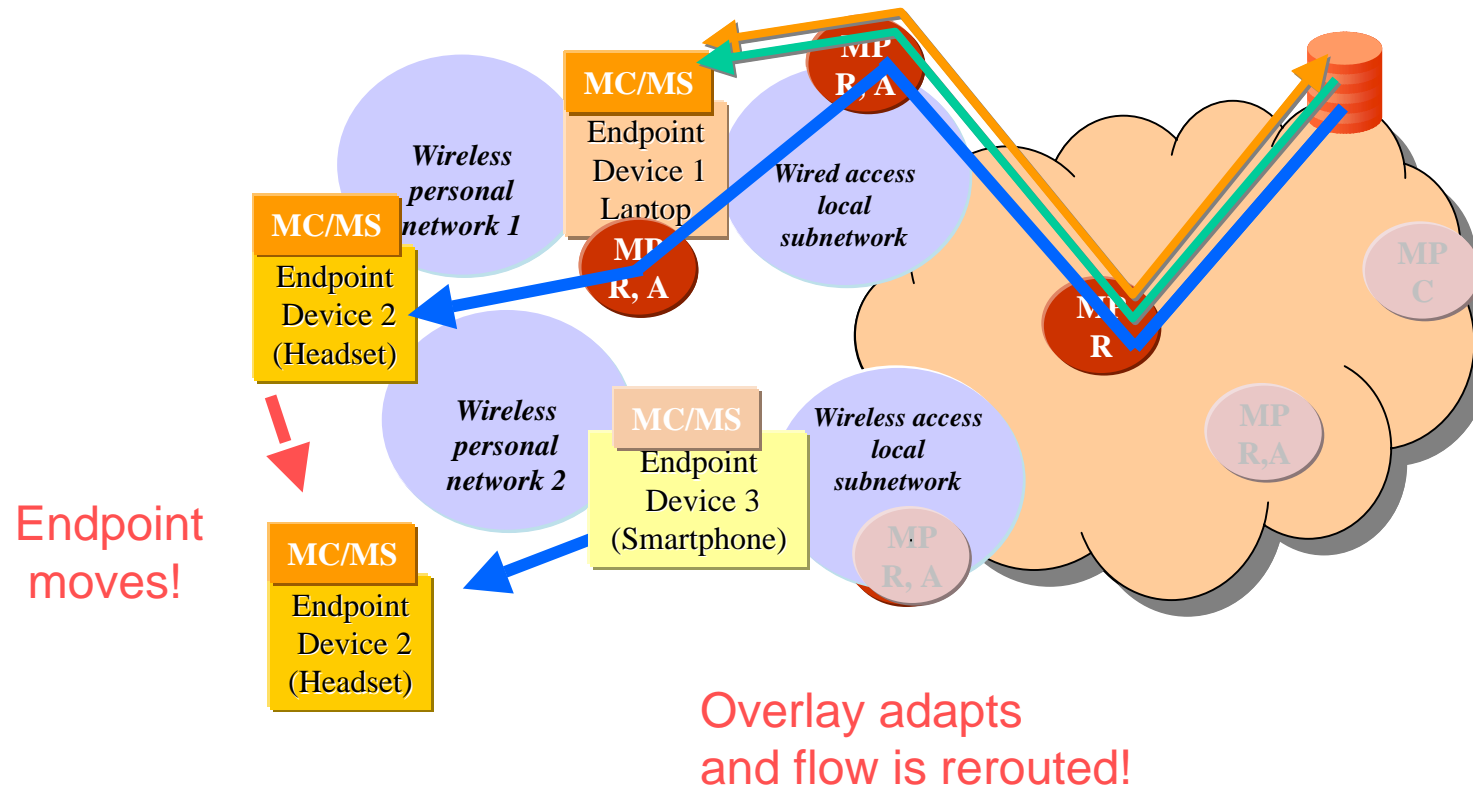 MP
R, A
MC/MS
Endpoint
Device 1
Laptop
Wireless
personal
network 1
Wired access
local
subnetwork
MC/MS
Endpoint
Device 2
(Headset)
MP
R, A
MP
C
MP
R
Wireless
personal
network 2
MC/MS
Endpoint
Device 3
(Smartphone)
Wireless access
local
subnetwork
MP
R,A
MP
R, A
Endpoint
moves!
MC/MS
Endpoint
Device 2
(Headset)
Overlay adapts
and flow is rerouted!